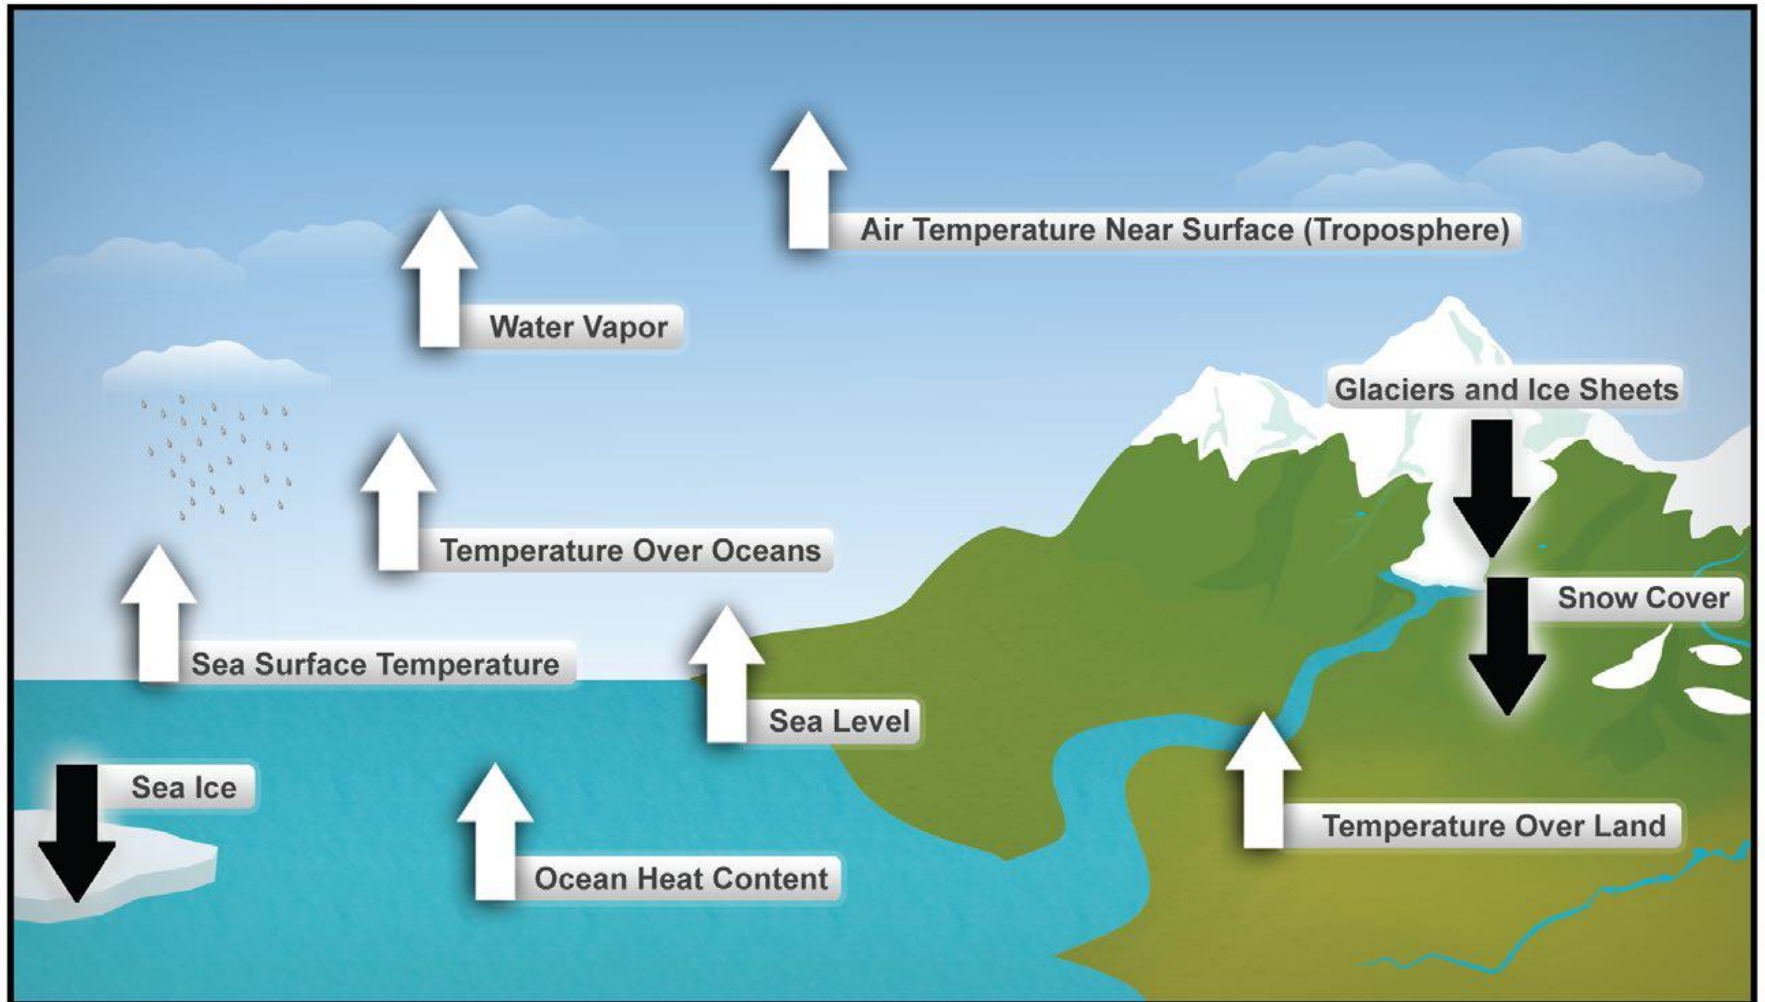 Air Temperature Near Surface (Troposphere)
Water Vapor
Glaciers and Ice Sheets
Temperature Over Oceans
Snow Cover
Sea Surface Temperature
Sea Level
Sea Ice
Temperature Over Land
Ocean Heat Content